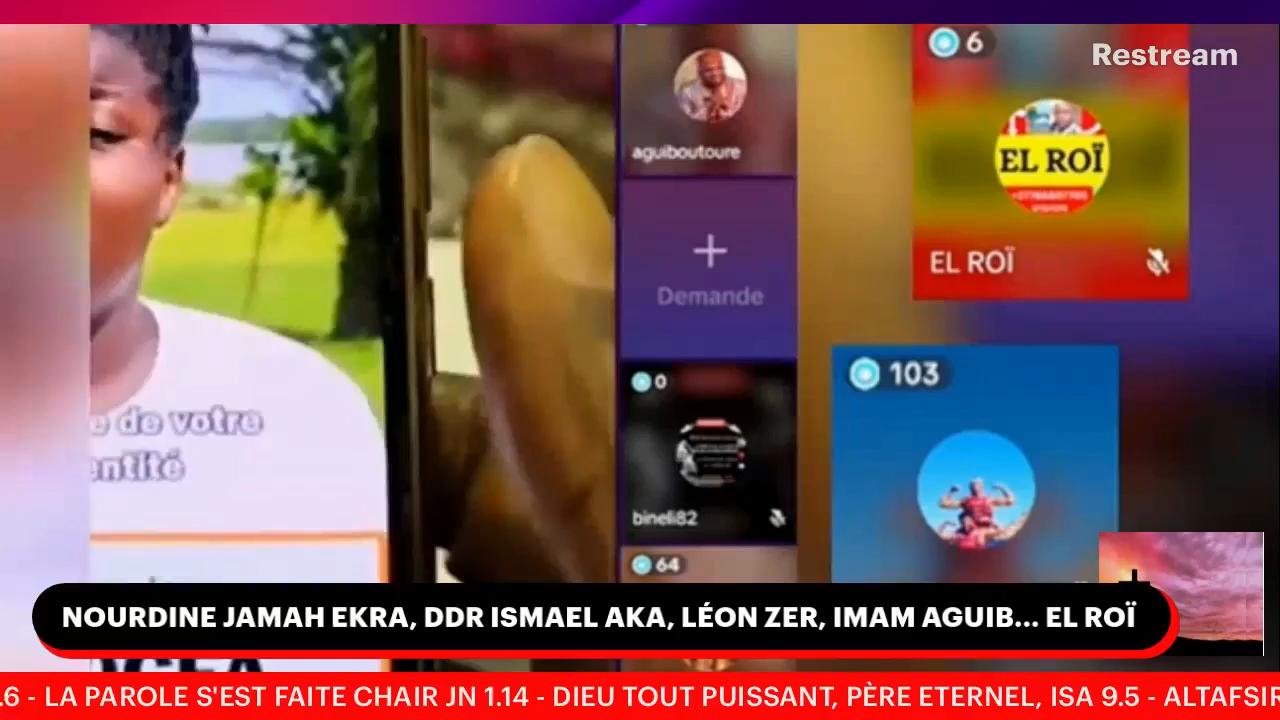 Restream
6
aguiboutoure
EL ROÏ
EL ROÏ
+
Demande
103
0
bineli82
e de votre
entité
64
NOURDINE JAMAH EKRA, DDR ISMAEL AKA, LÉON ZER, IMAM AGUIB... EL ROÏ
.6 - LA PAROLE S'EST FAITE CHAIR JN 1.14 - DIEU TOUT PUISSANT, PÈRE ETERNEL, ISA 9.5 - ALTAFSIR